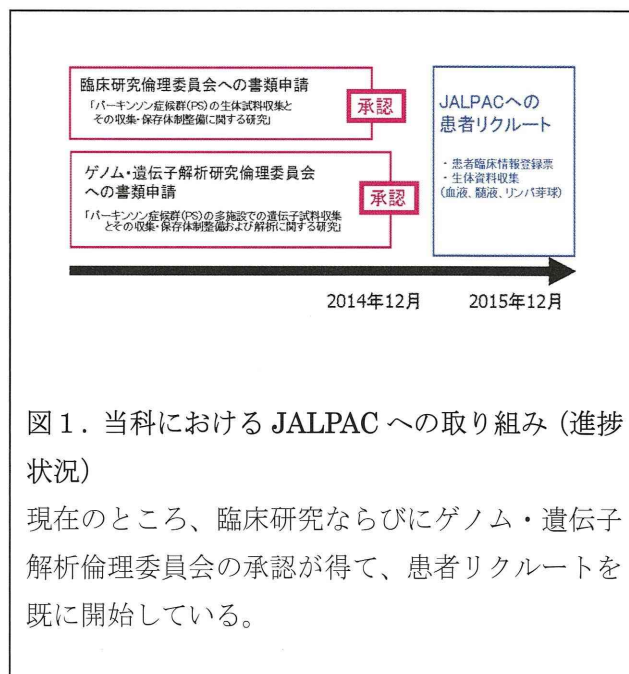 臨床研究倫理委員会への書類申請
「パーキンソン症候群(PS)の生体試料収集と
その収集・保存体制整備に関する研究」
承認
ゲノム・遺伝子解析研究倫理委員会
への書類申請
「パーキンソン症候群(PS)の多施設での遺伝子試料収集
とその収集・保存体制整備および解析に関する研究」
承認
JALPACへの
患者リクルート
・患者臨床情報登録票
・生体資料収集
(血液、髄液、リンパ芽球)
2014年12月
2015年12月
図１．当科における JALPAC への取り組み（進捗
状況）
現在のところ、臨床研究ならびにゲノム・遺伝子
解析倫理委員会の承認が得て、患者リクルートを
既に開始している。